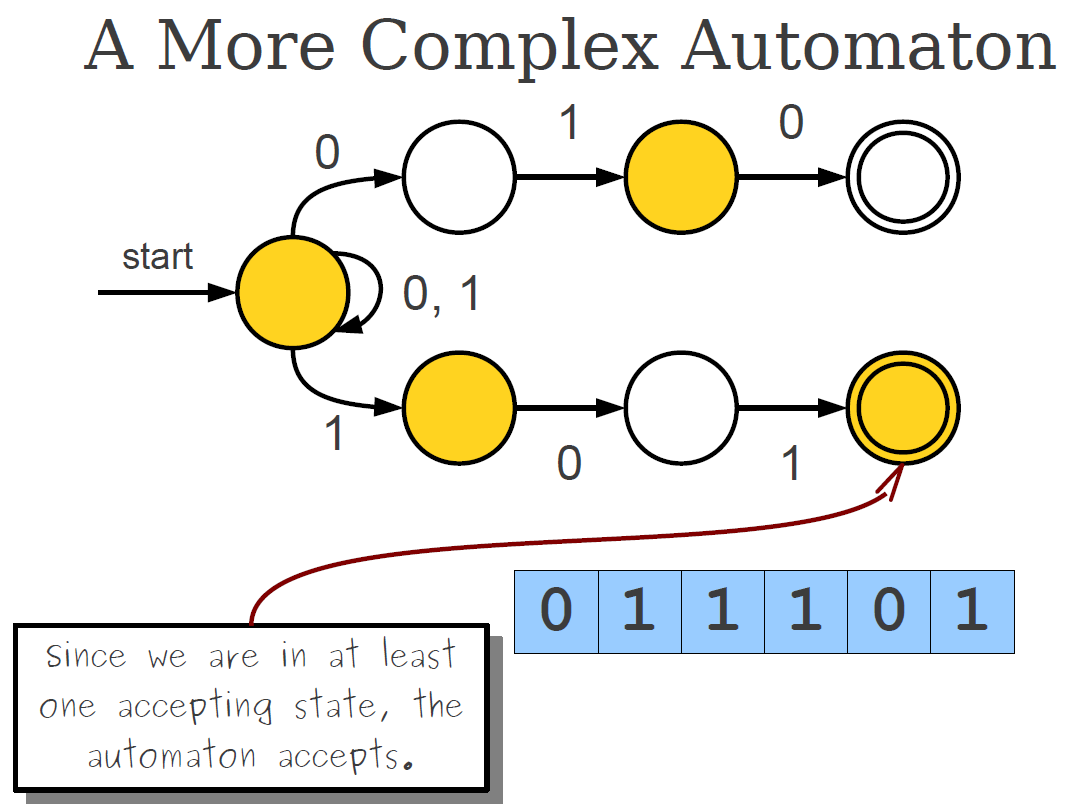 A More Complex Automaton
0
1
0
start
0, 1
1
0
1
0 1 1 1 0 1
Since we are in at least
one accepting state, the
automaton accepts.